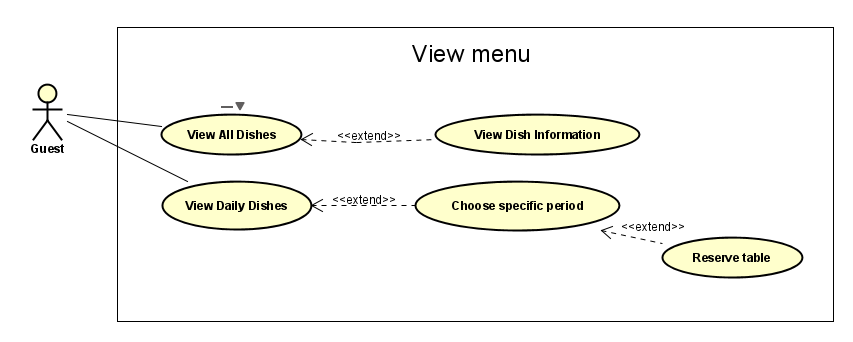 View menu
Guest
View All Dishes
<<extend>>
View Dish Information
View Daily Dishes
<<extend>>
Choose specific period
<<extend>>
Reserve table